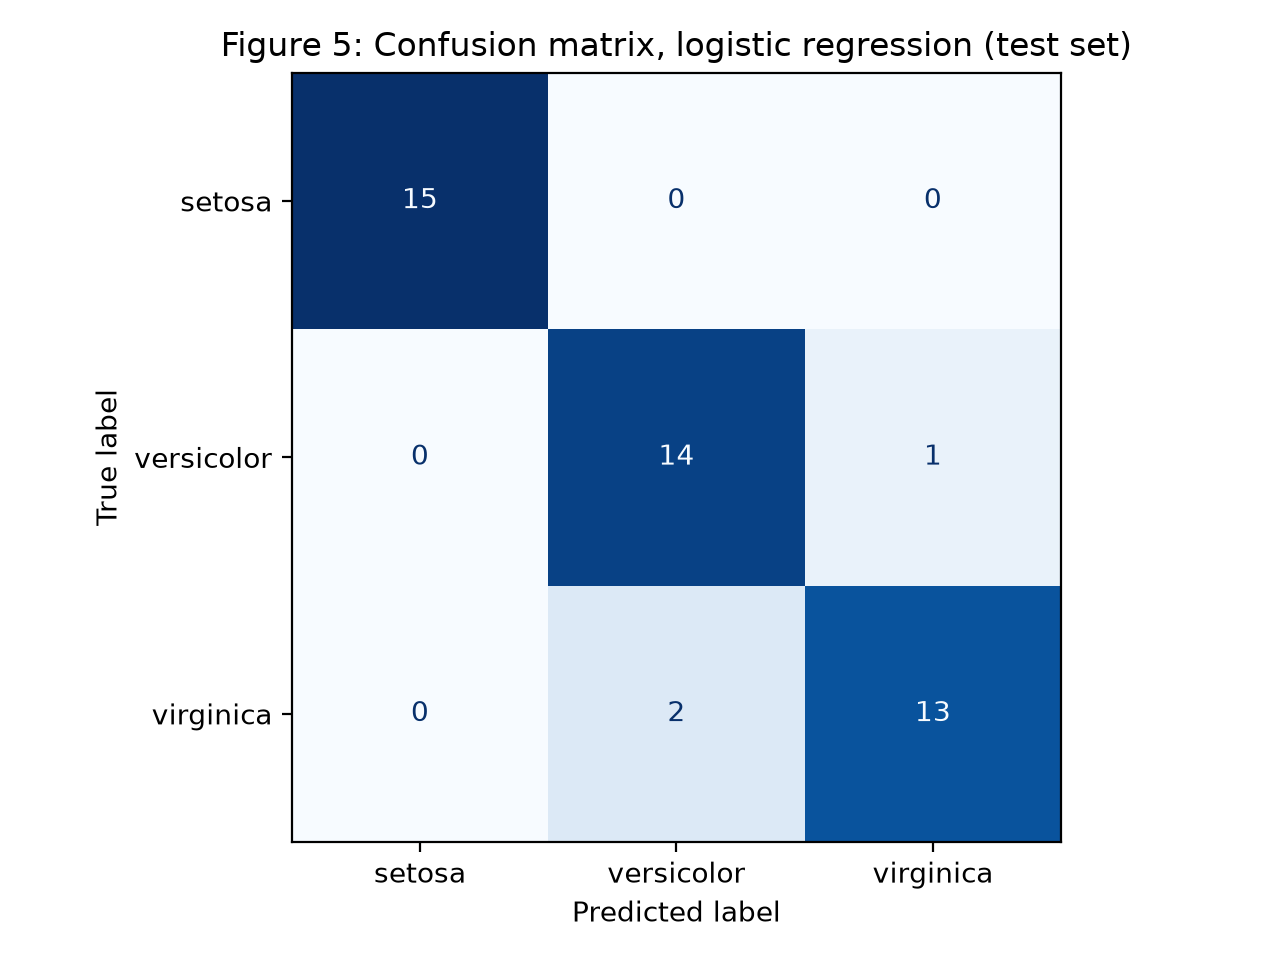 Figure 5: Confusion matrix, logistic regression (test set)
setosa 15 0 0
versicolor 0 14 1
virginica 0 2 13
setosa versicolor virginica
Predicted label
True label